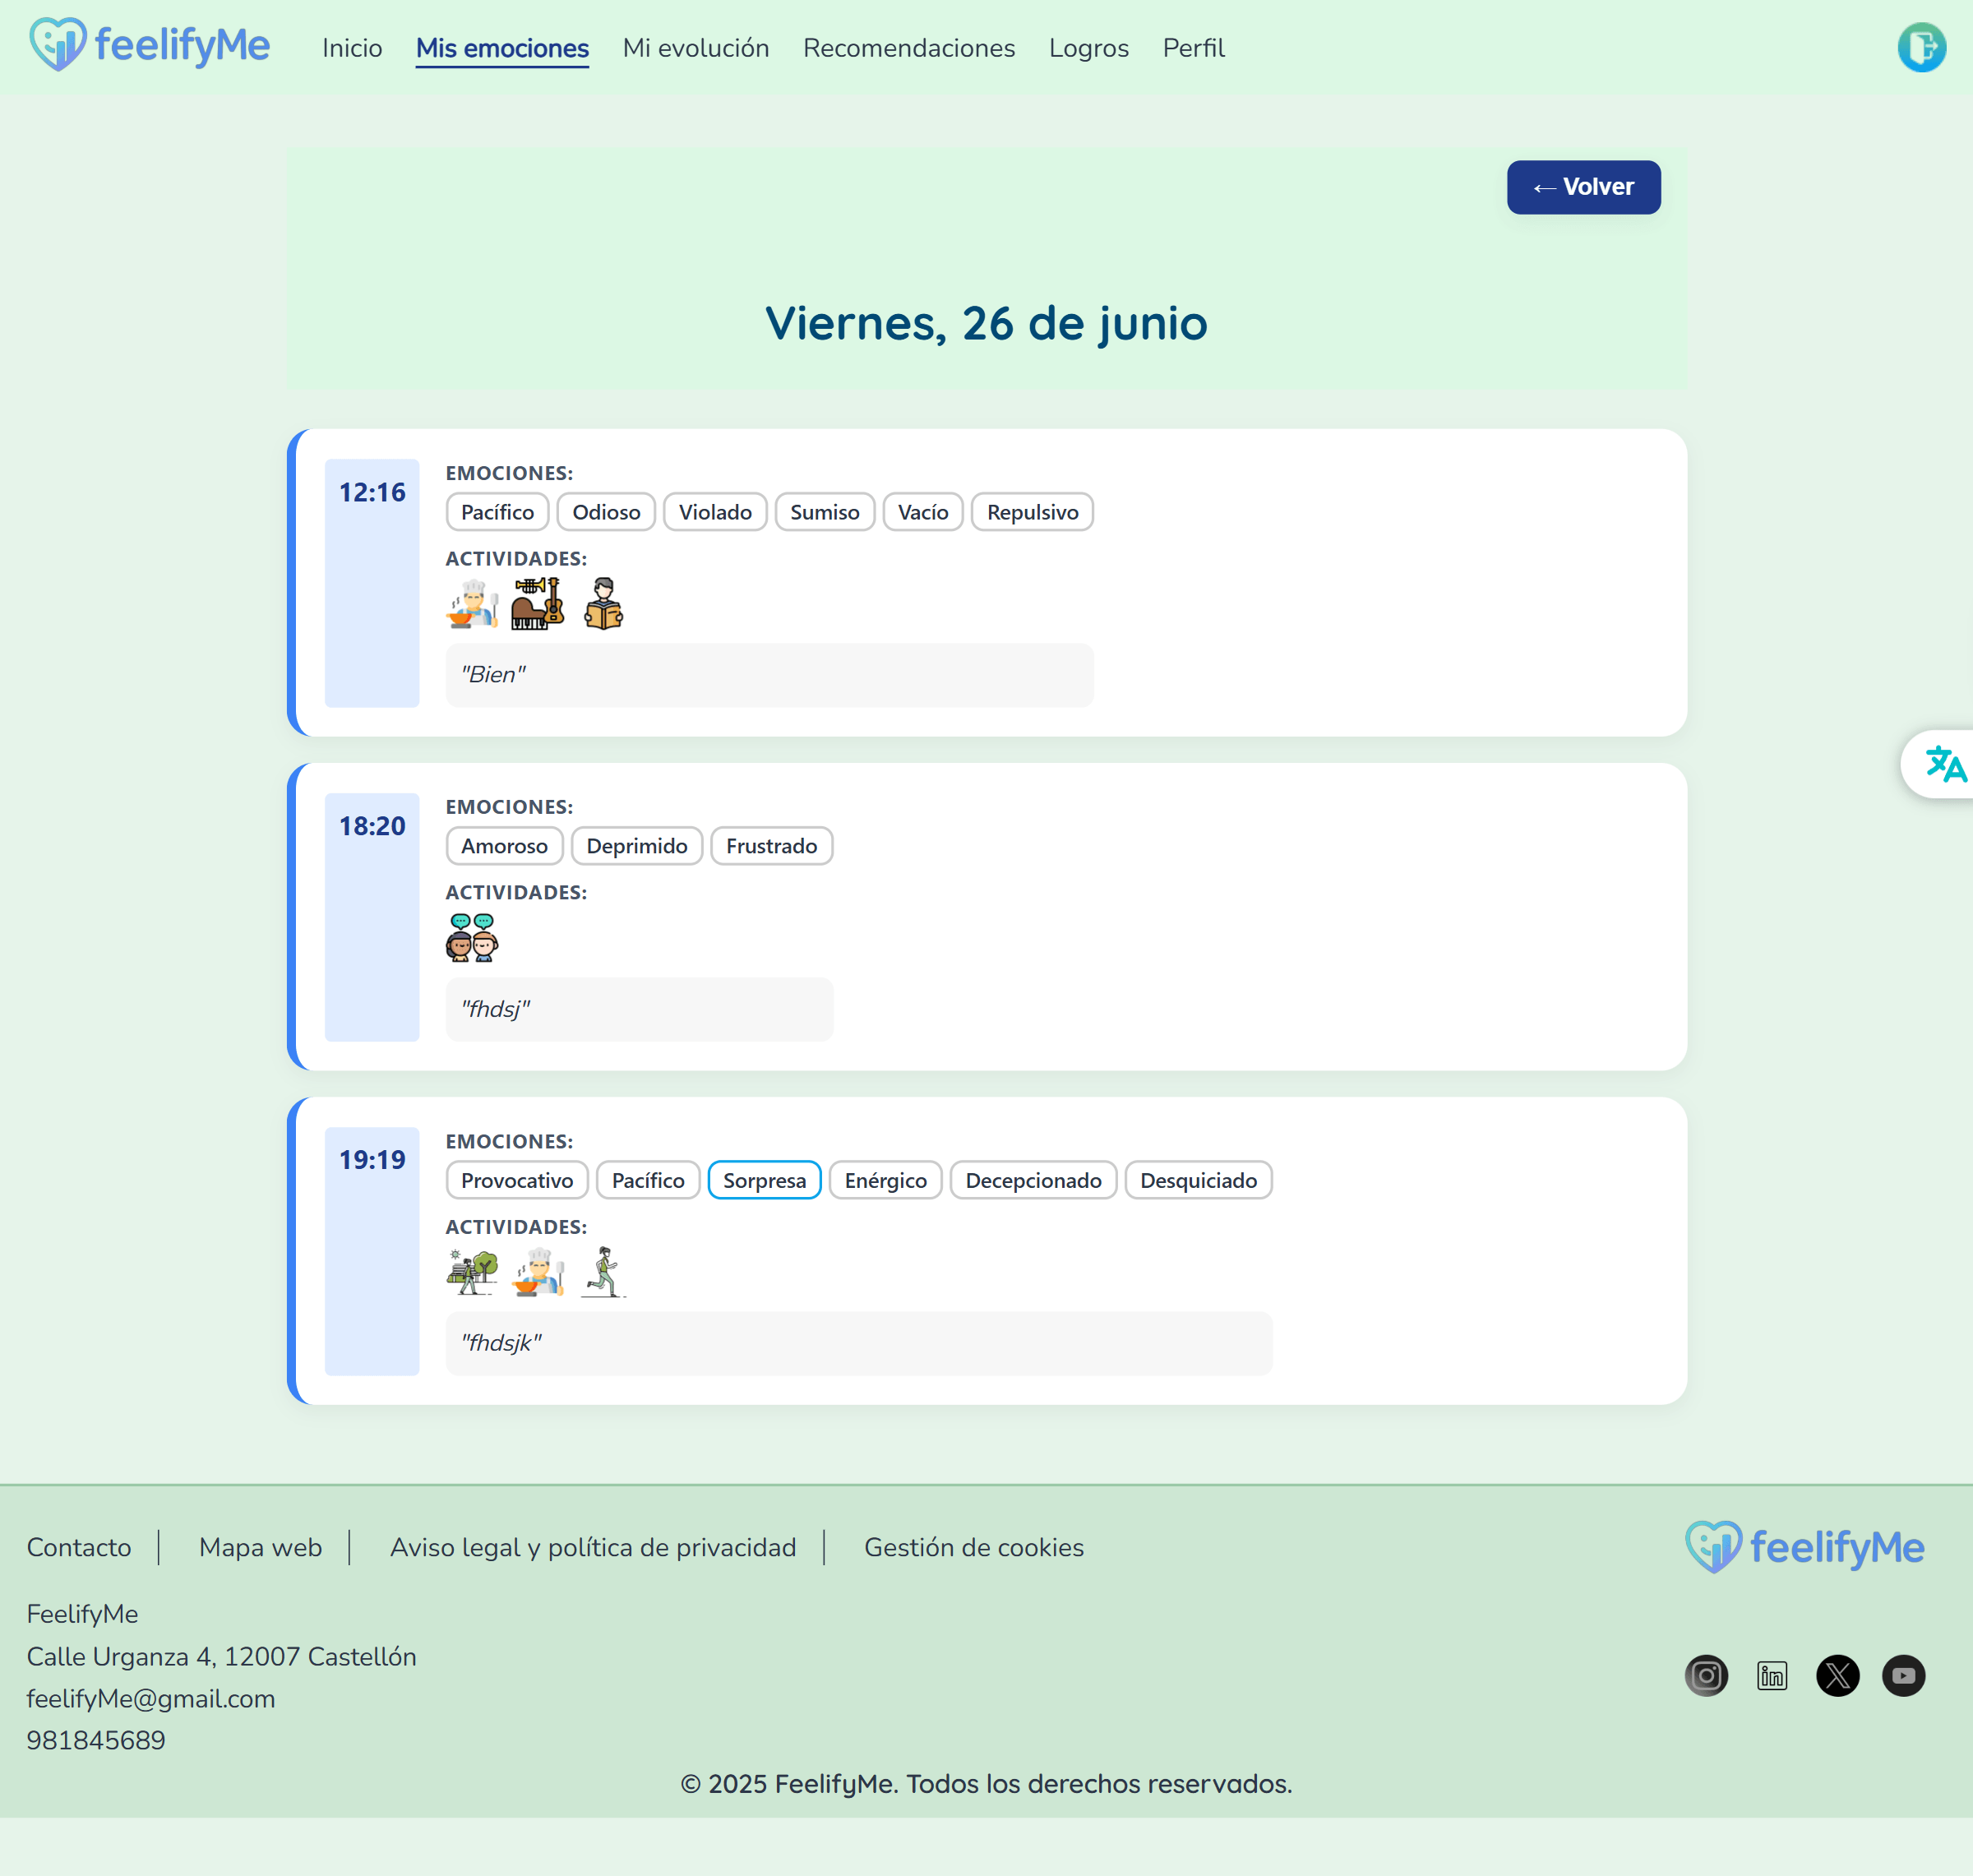 feelifyMe Inicio Mis emociones Mi evolución Recomendaciones Logros Perfil
← Volver
Viernes, 26 de junio
12:16
EMOCIONES:
Pacífico Odioso Violado Sumiso Vacío Repulsivo
ACTIVIDADES:
"Bien"
18:20
EMOCIONES:
Amoroso Deprimido Frustrado
ACTIVIDADES:
"fhdsj"
19:19
EMOCIONES:
Provocativo Pacífico Sorpresa Enérgico Decepcionado Desquiciado
ACTIVIDADES:
"fhdsjk"
Contacto Mapa web Aviso legal y política de privacidad Gestión de cookies
feelifyMe
FeelifyMe
Calle Urganza 4, 12007 Castellón
feelifyMe@gmail.com
981845689
© 2025 FeelifyMe. Todos los derechos reservados.